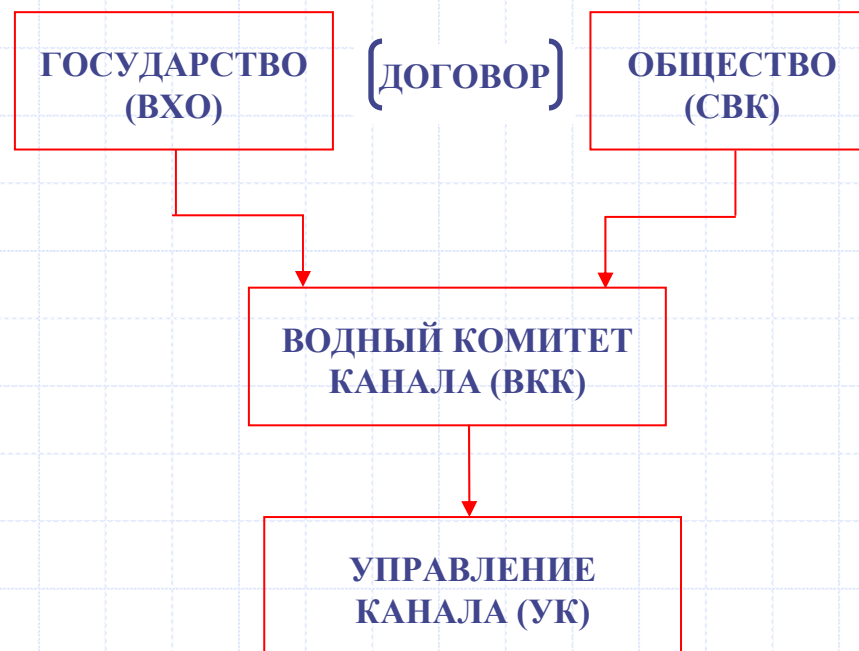 ГОСУДАРСТВО
(ВХО)
[ДОГОВОР]
ОБЩЕСТВО
(СВК)
ВОДНЫЙ КОМИТЕТ
КАНАЛА (ВКК)
УПРАВЛЕНИЕ
КАНАЛА (УК)